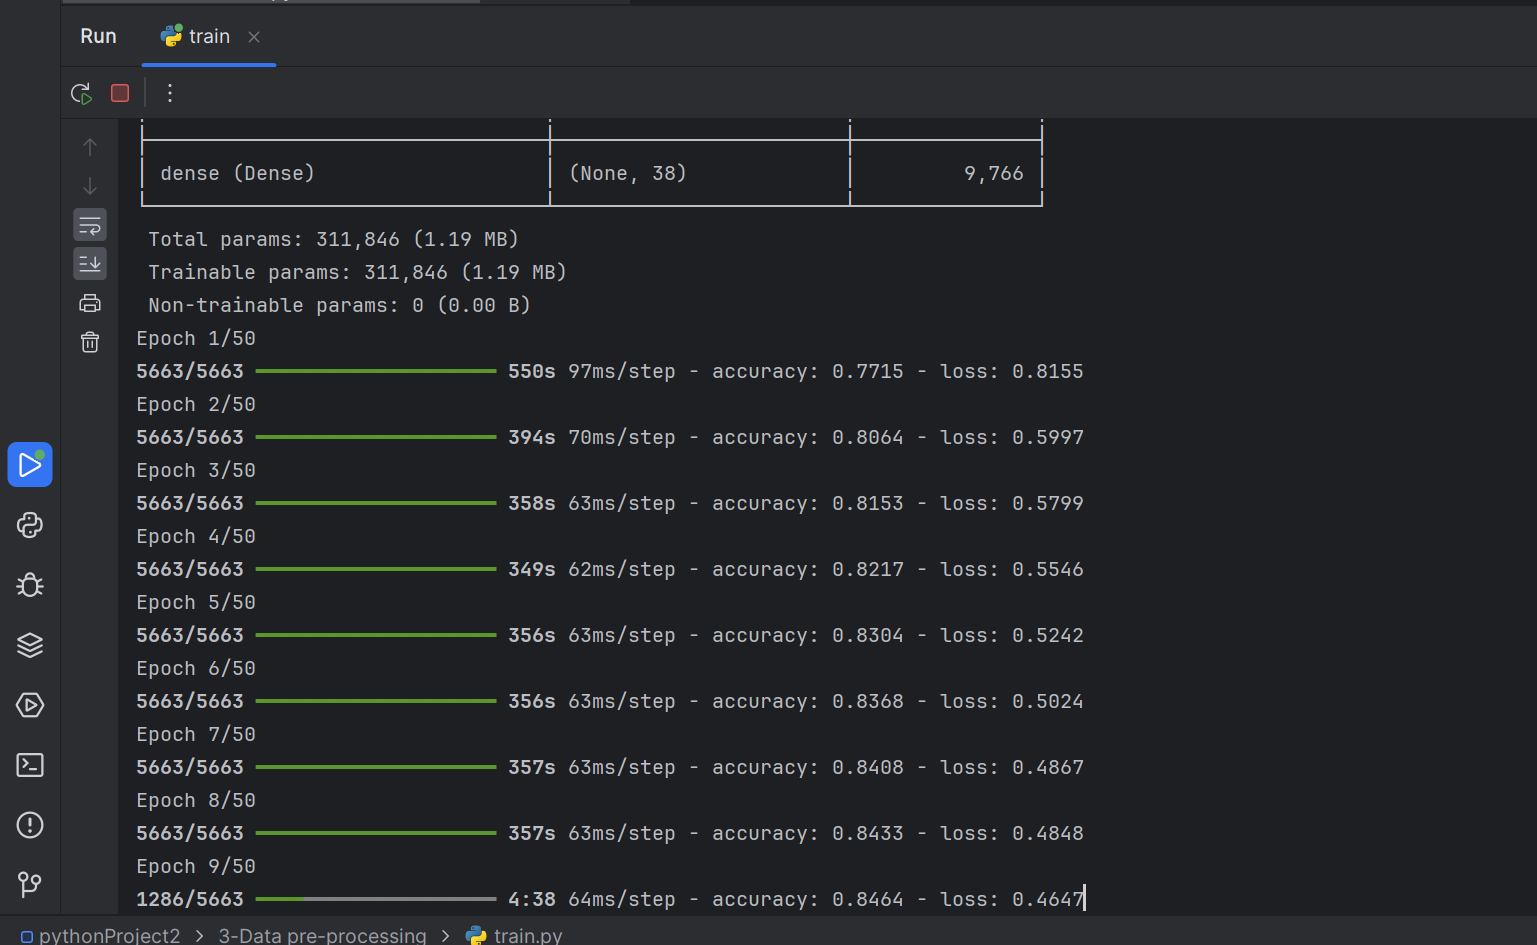 Run train
dense (Dense) (None, 38) 9,766
Total params: 311,846 (1.19 MB)
Trainable params: 311,846 (1.19 MB)
Non-trainable params: 0 (0.00 B)
Epoch 1/50
5663/5663 550s 97ms/step - accuracy: 0.7715 - loss: 0.8155
Epoch 2/50
5663/5663 394s 70ms/step - accuracy: 0.8064 - loss: 0.5997
Epoch 3/50
5663/5663 358s 63ms/step - accuracy: 0.8153 - loss: 0.5799
Epoch 4/50
5663/5663 349s 62ms/step - accuracy: 0.8217 - loss: 0.5546
Epoch 5/50
5663/5663 356s 63ms/step - accuracy: 0.8304 - loss: 0.5242
Epoch 6/50
5663/5663 356s 63ms/step - accuracy: 0.8368 - loss: 0.5024
Epoch 7/50
5663/5663 357s 63ms/step - accuracy: 0.8408 - loss: 0.4867
Epoch 8/50
5663/5663 357s 63ms/step - accuracy: 0.8433 - loss: 0.4848
Epoch 9/50
1286/5663 4:38 64ms/step - accuracy: 0.8464 - loss: 0.4647
pythonProject2 > 3-Data pre-processing > train.py